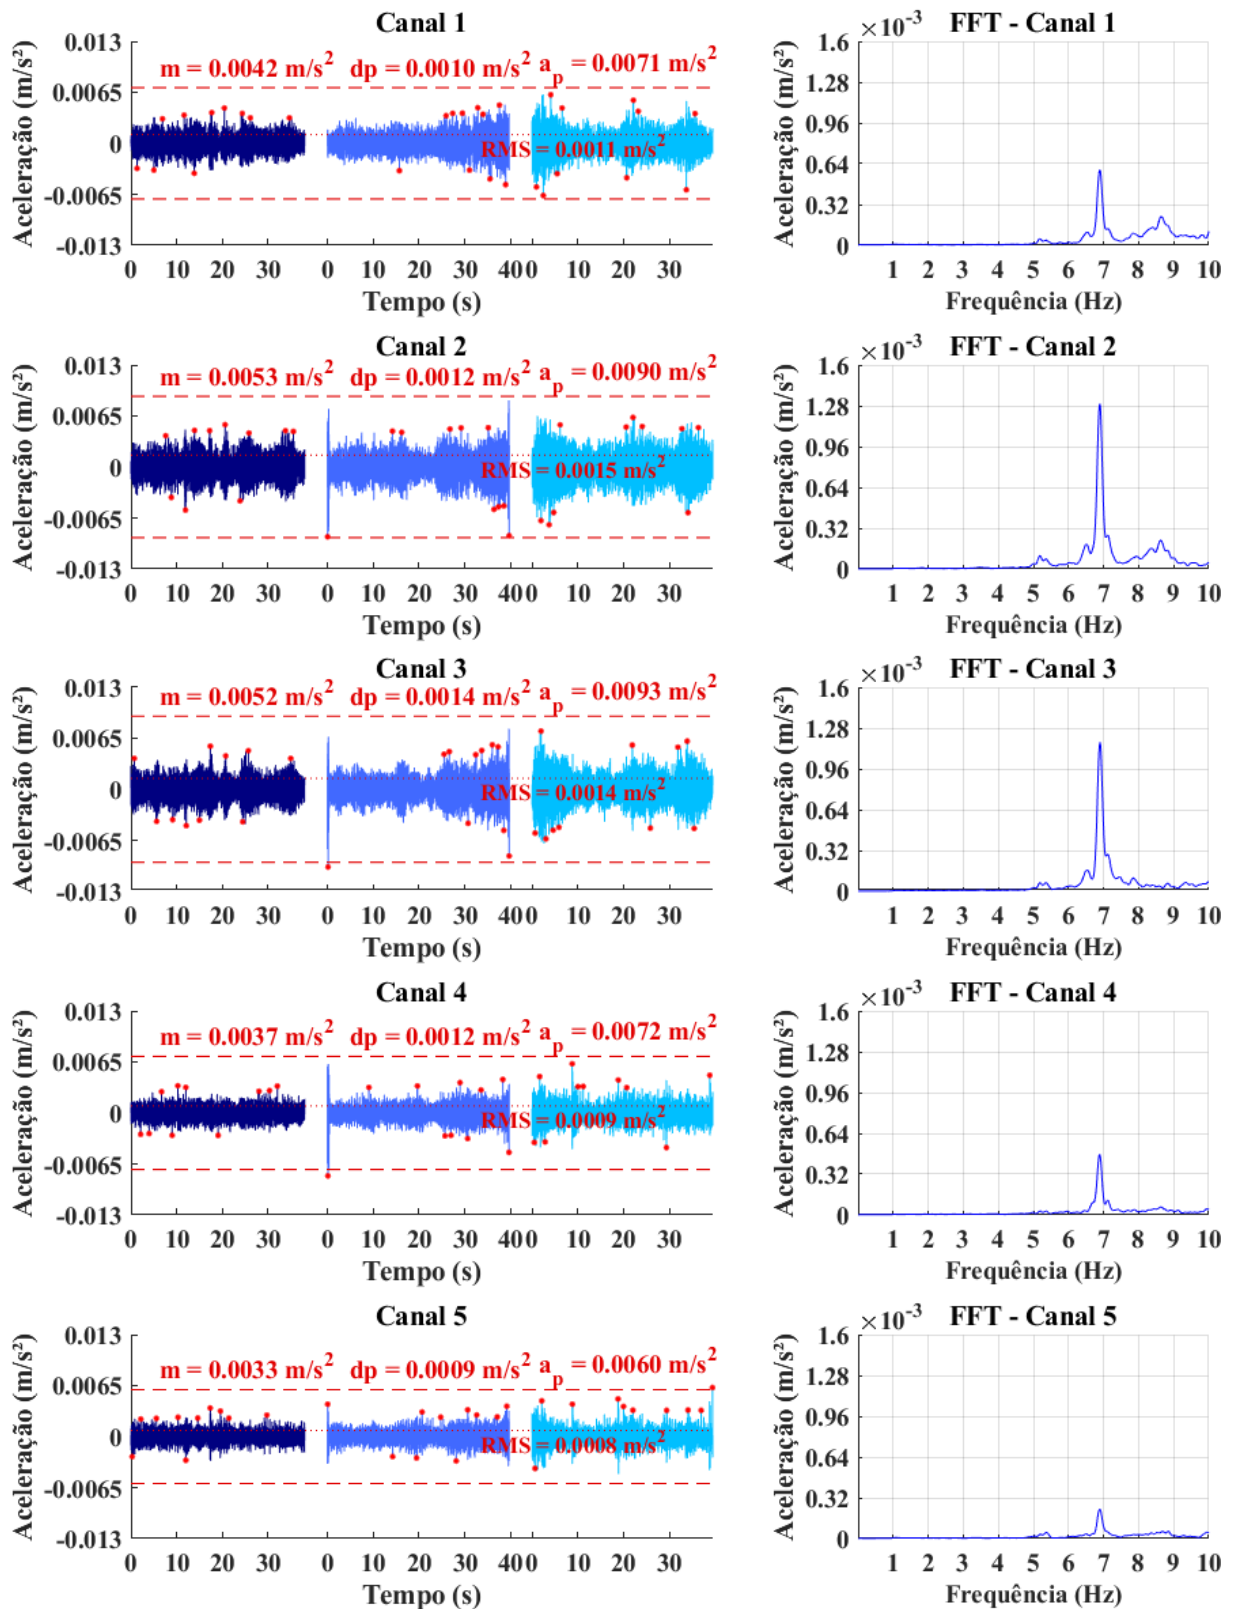 Canal 1
Aceleração (m/s²)
0.013
0.0065
0
-0.0065
-0.013
m = 0.0042 m/s² dp = 0.0010 m/s² a_p = 0.0071 m/s²
RMS = 0.0011 m/s²
0 10 20 30 0 10 20 30 40 0 10 20 30
Tempo (s)
FFT - Canal 1
×10⁻³
Aceleração (m/s²)
1.6
1.28
0.96
0.64
0.32
0
1 2 3 4 5 6 7 8 9 10
Frequência (Hz)
Canal 2
Aceleração (m/s²)
0.013
0.0065
0
-0.0065
-0.013
m = 0.0053 m/s² dp = 0.0012 m/s² a_p = 0.0090 m/s²
RMS = 0.0015 m/s²
0 10 20 30 0 10 20 30 40 0 10 20 30
Tempo (s)
FFT - Canal 2
×10⁻³
Aceleração (m/s²)
1.6
1.28
0.96
0.64
0.32
0
1 2 3 4 5 6 7 8 9 10
Frequência (Hz)
Canal 3
Aceleração (m/s²)
0.013
0.0065
0
-0.0065
-0.013
m = 0.0052 m/s² dp = 0.0014 m/s² a_p = 0.0093 m/s²
RMS = 0.0014 m/s²
0 10 20 30 0 10 20 30 40 0 10 20 30
Tempo (s)
FFT - Canal 3
×10⁻³
Aceleração (m/s²)
1.6
1.28
0.96
0.64
0.32
0
1 2 3 4 5 6 7 8 9 10
Frequência (Hz)
Canal 4
Aceleração (m/s²)
0.013
0.0065
0
-0.0065
-0.013
m = 0.0037 m/s² dp = 0.0012 m/s² a_p = 0.0072 m/s²
RMS = 0.0009 m/s²
0 10 20 30 0 10 20 30 40 0 10 20 30
Tempo (s)
FFT - Canal 4
×10⁻³
Aceleração (m/s²)
1.6
1.28
0.96
0.64
0.32
0
1 2 3 4 5 6 7 8 9 10
Frequência (Hz)
Canal 5
Aceleração (m/s²)
0.013
0.0065
0
-0.0065
-0.013
m = 0.0033 m/s² dp = 0.0009 m/s² a_p = 0.0060 m/s²
RMS = 0.0008 m/s²
0 10 20 30 0 10 20 30 40 0 10 20 30
Tempo (s)
FFT - Canal 5
×10⁻³
Aceleração (m/s²)
1.6
1.28
0.96
0.64
0.32
0
1 2 3 4 5 6 7 8 9 10
Frequência (Hz)